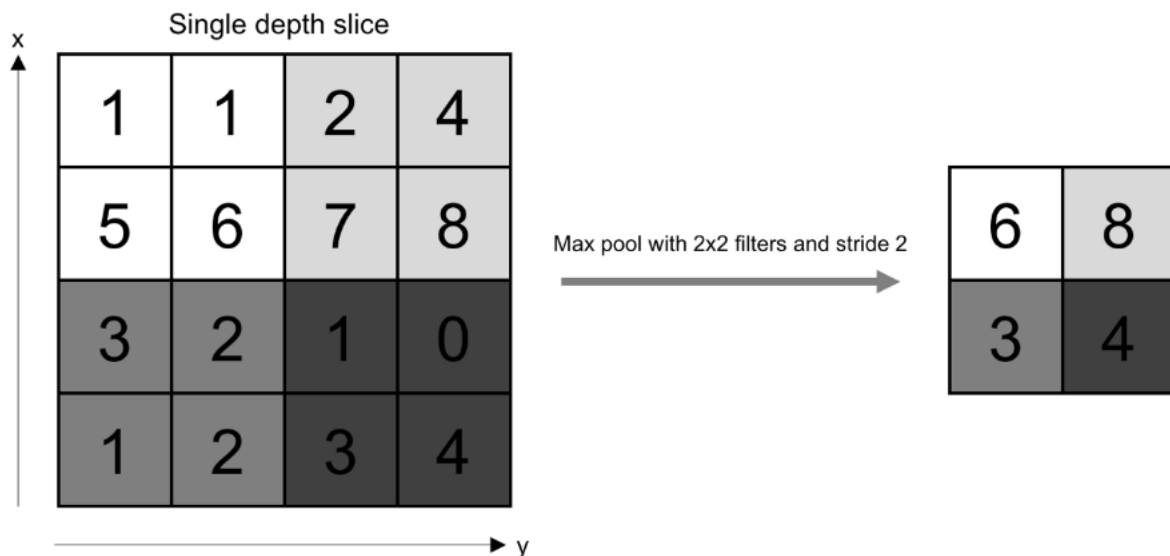 Single depth slice
x
1 1 2 4
5 6 7 8
3 2 1 0
1 2 3 4
y
Max pool with 2x2 filters and stride 2
6 8
3 4